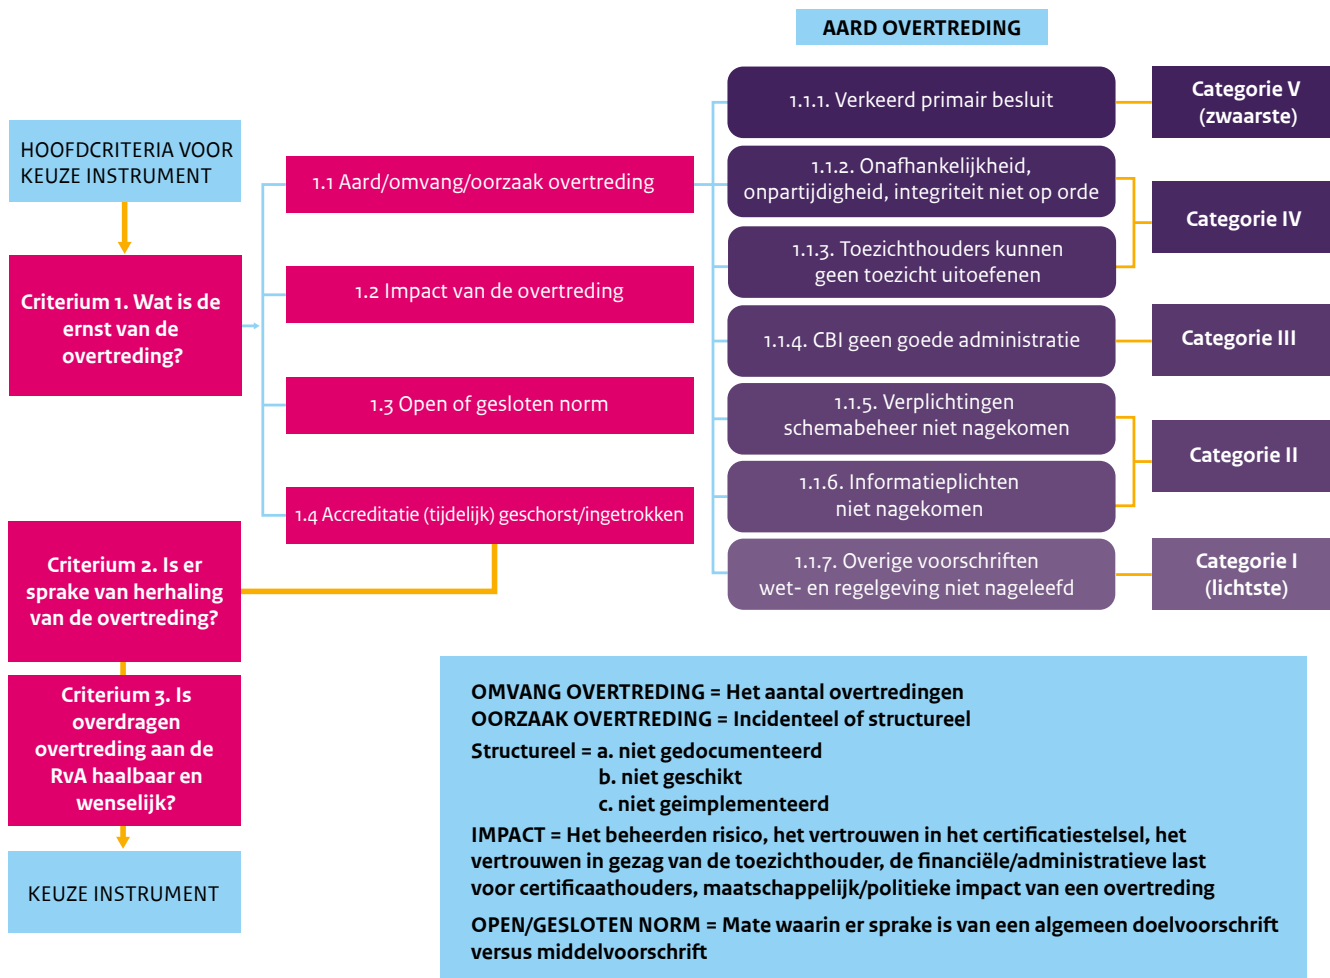 HOOFDCRITERIA VOOR
KEUZE INSTRUMENT
Criterium 1. Wat is de
ernst van de
overtreding?
1.1 Aard/omvang/oorzaak overtreding
1.2 Impact van de overtreding
1.3 Open of gesloten norm
1.4 Accreditatie (tijdelijk) geschorst/ingetrokken
AARD OVERTREDING
1.1.1. Verkeerd primair besluit
Categorie V
(zwaarste)
1.1.2. Onafhankelijkheid,
onpartijdigheid, integriteit niet op orde
1.1.3. Toezichthouders kunnen
geen toezicht uitoefenen
Categorie IV
1.1.4. CBI geen goede administratie
Categorie III
1.1.5. Verplichtingen
schemabeheer niet nagekomen
1.1.6. Informatieplichten
niet nagekomen
Categorie II
1.1.7. Overige voorschriften
wet- en regelgeving niet nageleefd
Categorie I
(lichtste)
Criterium 2. Is er
sprake van herhaling
van de overtreding?
Criterium 3. Is
overdragen
overtreding aan de
RvA haalbaar en
wenselijk?
KEUZE INSTRUMENT
OMVANG OVERTREDING = Het aantal overtredingen
OORZAAK OVERTREDING = Incidenteel of structureel
Structureel = a. niet gedocumenteerd
b. niet geschikt
c. niet geimplementeerd
IMPACT = Het beheerden risico, het vertrouwen in het certificatiestelsel, het
vertrouwen in gezag van de toezichthouder, de financiële/administratieve last
voor certificaathouders, maatschappelijk/politieke impact van een overtreding
OPEN/GESLOTEN NORM = Mate waarin er sprake is van een algemeen doelvoorschrift
versus middelvoorschrift